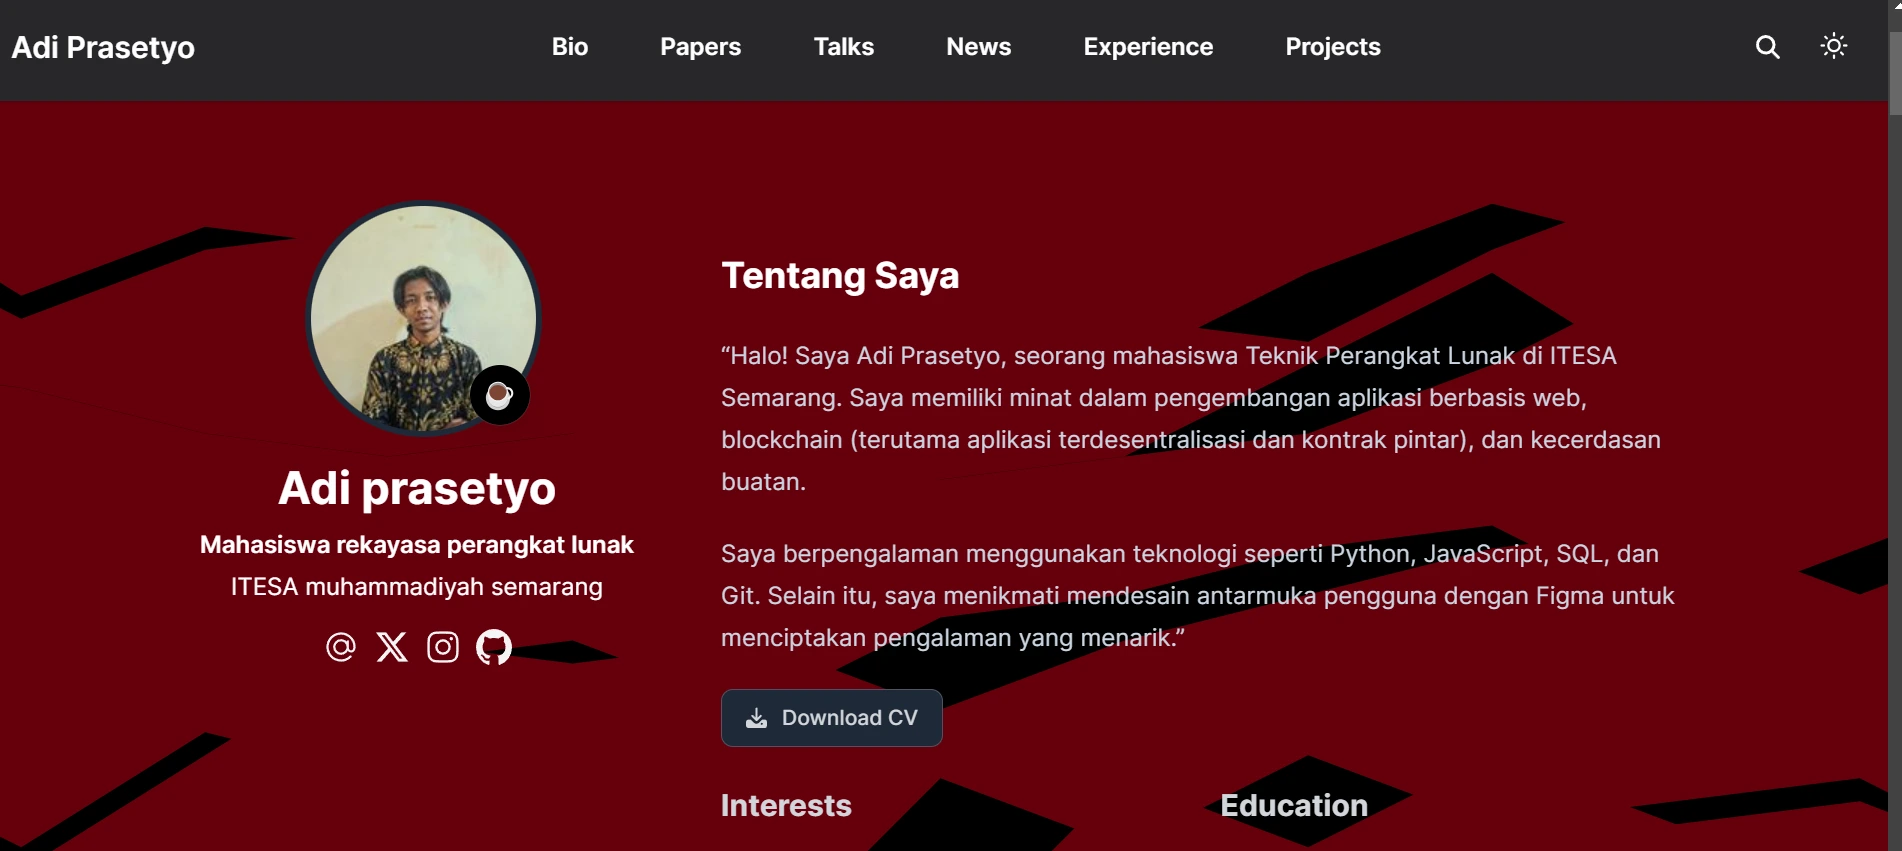 Adi Prasetyo
Bio
Papers
Talks
News
Experience
Projects
Adi prasetyo
Mahasiswa rekayasa perangkat lunak
ITESA muhammadiyah semarang
Tentang Saya
“Halo! Saya Adi Prasetyo, seorang mahasiswa Teknik Perangkat Lunak di ITESA
Semarang. Saya memiliki minat dalam pengembangan aplikasi berbasis web,
blockchain (terutama aplikasi terdesentralisasi dan kontrak pintar), dan kecerdasan
buatan.
Saya berpengalaman menggunakan teknologi seperti Python, JavaScript, SQL, dan
Git. Selain itu, saya menikmati mendesain antarmuka pengguna dengan Figma untuk
menciptakan pengalaman yang menarik.”
Download CV
Interests
Education